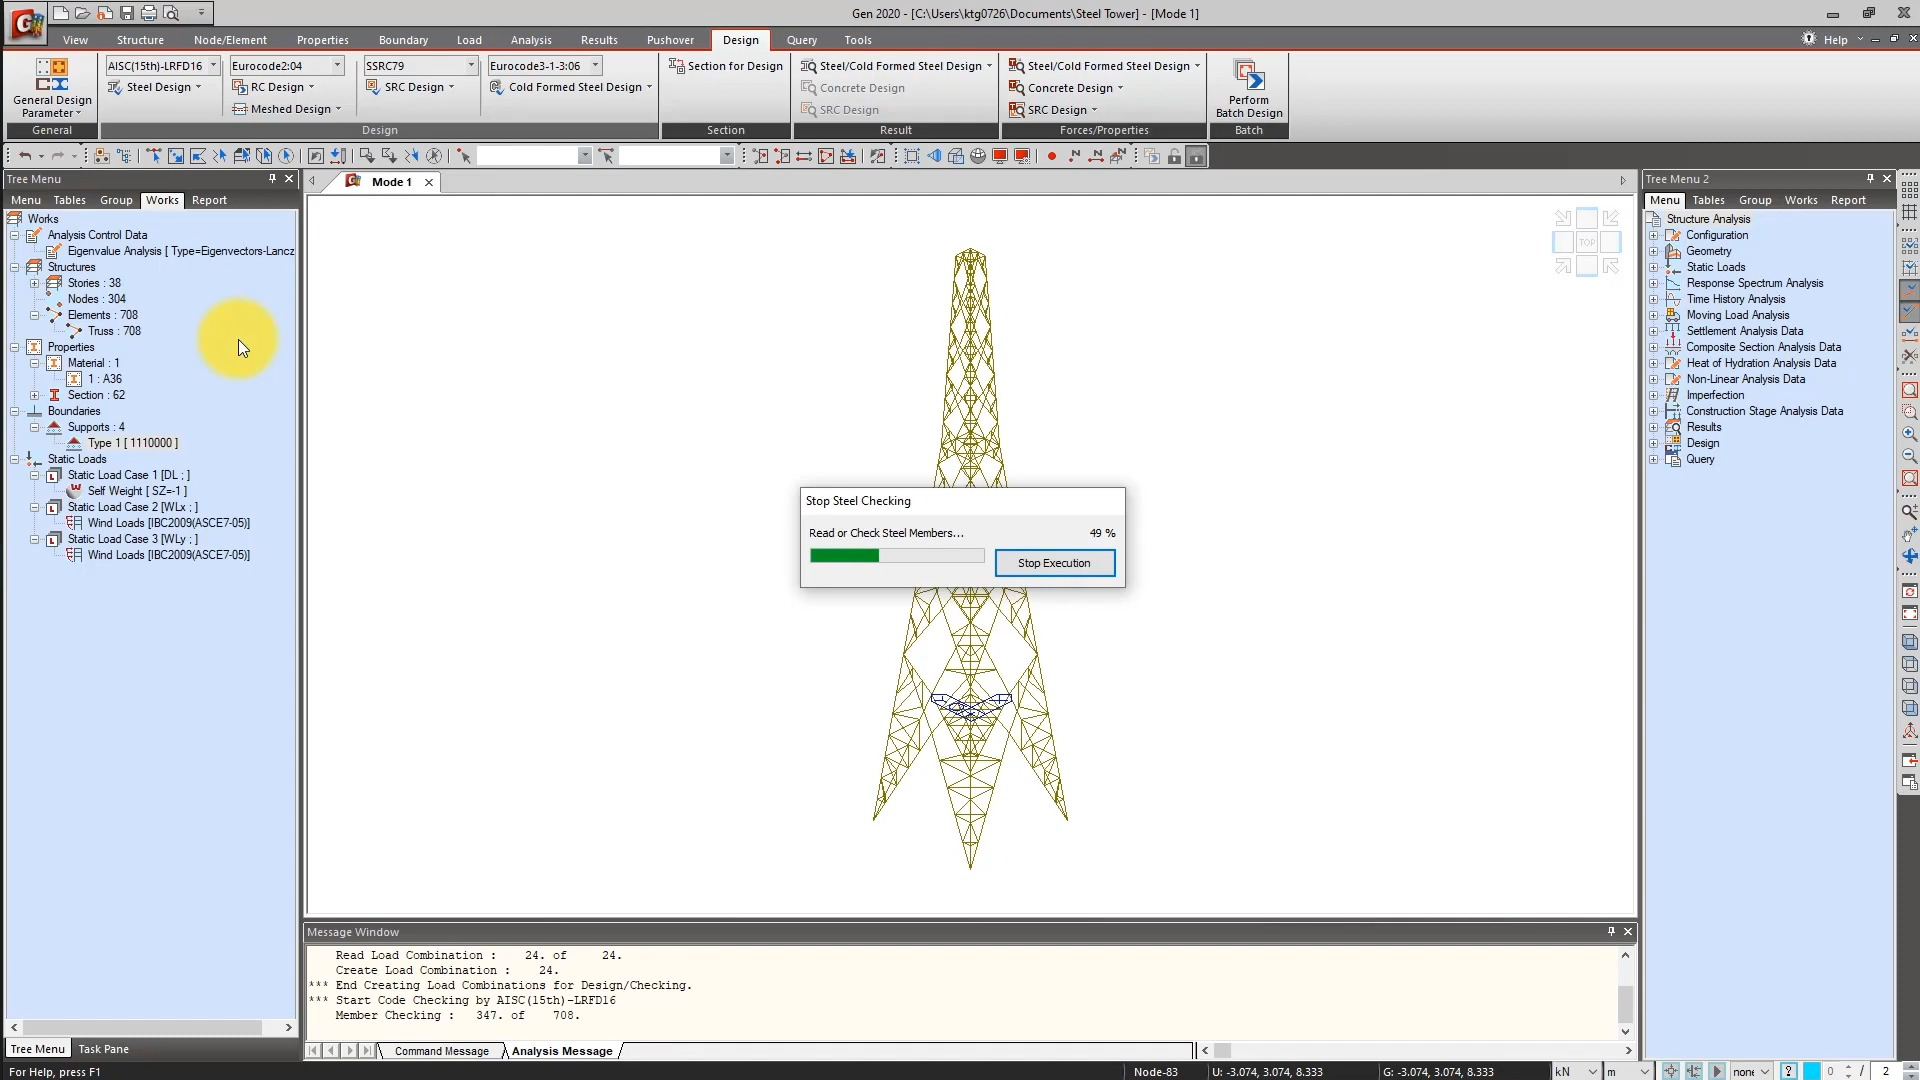 Gen 2020 - [C:\Users\ktg0726\Documents\Steel Tower] - [Mode 1]
View Structure Node/Element Properties Boundary Load Analysis Results Pushover Design Query Tools Help
General Design Parameter
General
AISC(15th)-LRFD16 Eurocode2:04 SSRC79 Eurocode3-1-3:06
Steel Design RC Design SRC Design Cold Formed Steel Design
Meshed Design
Design
Section for Design
Section
Steel/Cold Formed Steel Design
Concrete Design
SRC Design
Result
Steel/Cold Formed Steel Design
Concrete Design
SRC Design
Forces/Properties
Perform Batch Design
Batch
Tree Menu
Menu Tables Group Works Report
Works
Analysis Control Data
Eigenvalue Analysis [ Type=Eigenvectors-Lancz
Structures
Stories : 38
Nodes : 304
Elements : 708
Truss : 708
Properties
Material : 1
1 : A36
Section : 62
Boundaries
Supports : 4
Type 1 [ 1110000 ]
Static Loads
Static Load Case 1 [DL ; ]
Self Weight [ SZ=-1 ]
Static Load Case 2 [WLx ; ]
Wind Loads [IBC2009(ASCE7-05)]
Static Load Case 3 [WLy ; ]
Wind Loads [IBC2009(ASCE7-05)]
Tree Menu Task Pane
Mode 1
TOP
Stop Steel Checking
Read or Check Steel Members... 49 %
Stop Execution
Message Window
Read Load Combination : 24. of 24.
Create Load Combination : 24.
*** End Creating Load Combinations for Design/Checking.
*** Start Code Checking by AISC(15th)-LRFD16
Member Checking : 347. of 708.
Command Message Analysis Message
Tree Menu 2
Menu Tables Group Works Report
Structure Analysis
Configuration
Geometry
Static Loads
Response Spectrum Analysis
Time History Analysis
Moving Load Analysis
Settlement Analysis Data
Composite Section Analysis Data
Heat of Hydration Analysis Data
Non-Linear Analysis Data
Imperfection
Construction Stage Analysis Data
Results
Design
Query
For Help, press F1
Node-83 U: -3.074, 3.074, 8.333 G: -3.074, 3.074, 8.333 kN m none 0 / 2